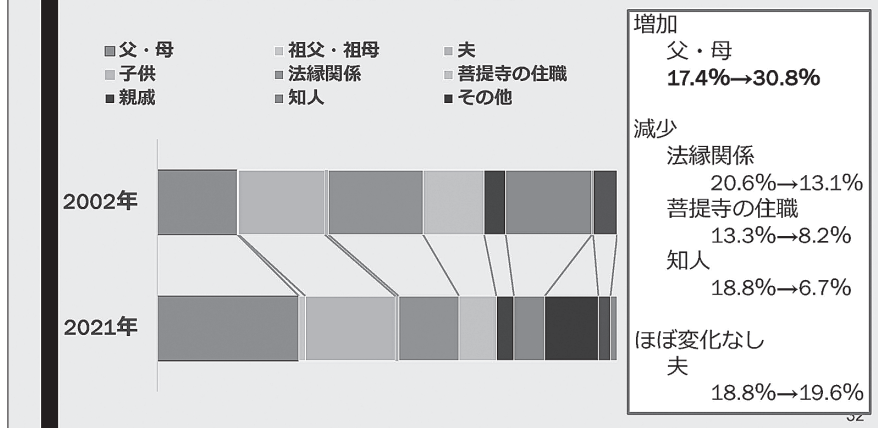 父・母 祖父・祖母 夫
子供 法縁関係 菩提寺の住職
親戚 知人 その他
2002年
2021年
増加
父・母
17.4%→30.8%
減少
法縁関係
20.6%→13.1%
菩提寺の住職
13.3%→8.2%
知人
18.8%→6.7%
ほぼ変化なし
夫
18.8%→19.6%
32